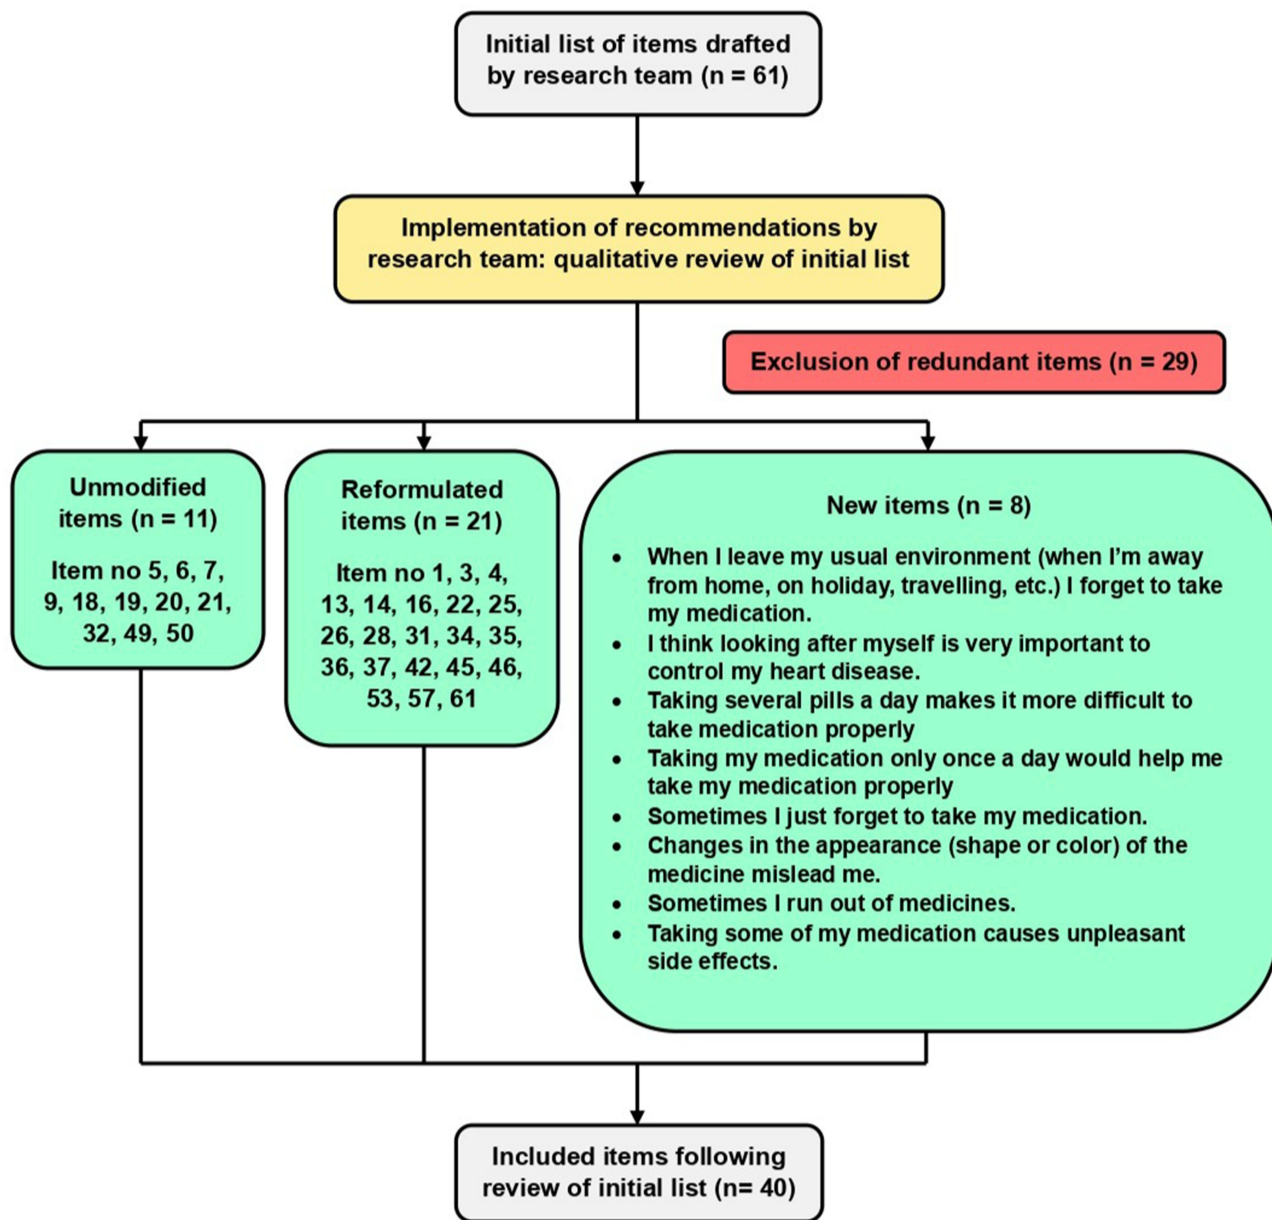 Initial list of items drafted
by research team (n = 61)
Implementation of recommendations by
research team: qualitative review of initial list
Exclusion of redundant items (n = 29)
Unmodified
items (n = 11)
Item no 5, 6, 7,
9, 18, 19, 20, 21,
32, 49, 50
Reformulated
items (n = 21)
Item no 1, 3, 4,
13, 14, 16, 22, 25,
26, 28, 31, 34, 35,
36, 37, 42, 45, 46,
53, 57, 61
New items (n = 8)
• When I leave my usual environment (when I’m away
from home, on holiday, travelling, etc.) I forget to take
my medication.
• I think looking after myself is very important to
control my heart disease.
• Taking several pills a day makes it more difficult to
take medication properly
• Taking my medication only once a day would help me
take my medication properly
• Sometimes I just forget to take my medication.
• Changes in the appearance (shape or color) of the
medicine mislead me.
• Sometimes I run out of medicines.
• Taking some of my medication causes unpleasant
side effects.
Included items following
review of initial list (n= 40)